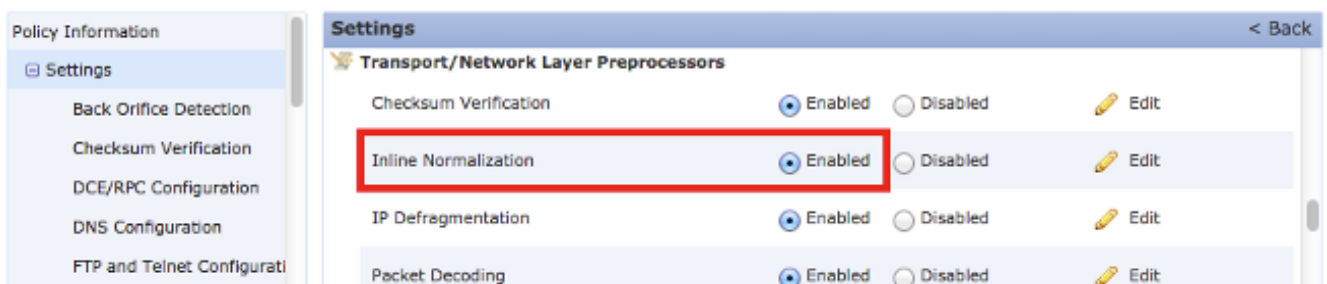 Policy Information
Settings
Back Orifice Detection
Checksum Verification
DCE/RPC Configuration
DNS Configuration
FTP and Telnet Configurati
Settings < Back
Transport/Network Layer Preprocessors
Checksum Verification Enabled Disabled Edit
Inline Normalization Enabled Disabled Edit
IP Defragmentation Enabled Disabled Edit
Packet Decoding Enabled Disabled Edit